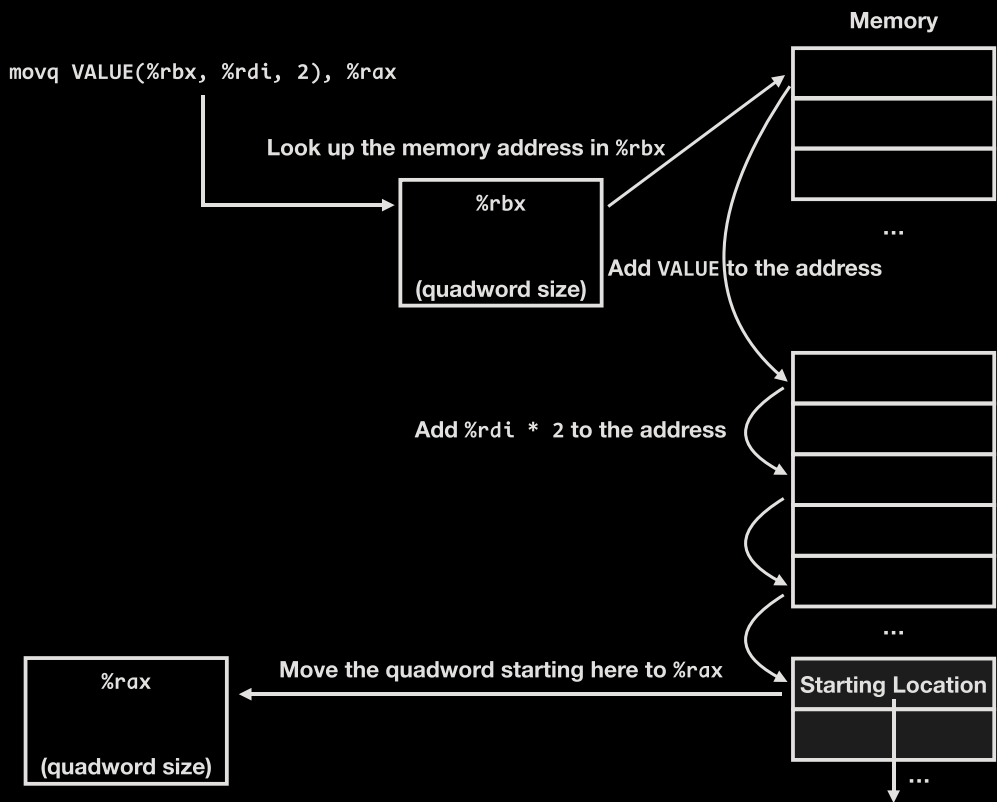 Memory
movq VALUE(%rbx, %rdi, 2), %rax
Look up the memory address in %rbx
%rbx
(quadword size)
...
Add VALUE to the address
Add %rdi * 2 to the address
...
Move the quadword starting here to %rax
%rax
(quadword size)
Starting Location
...